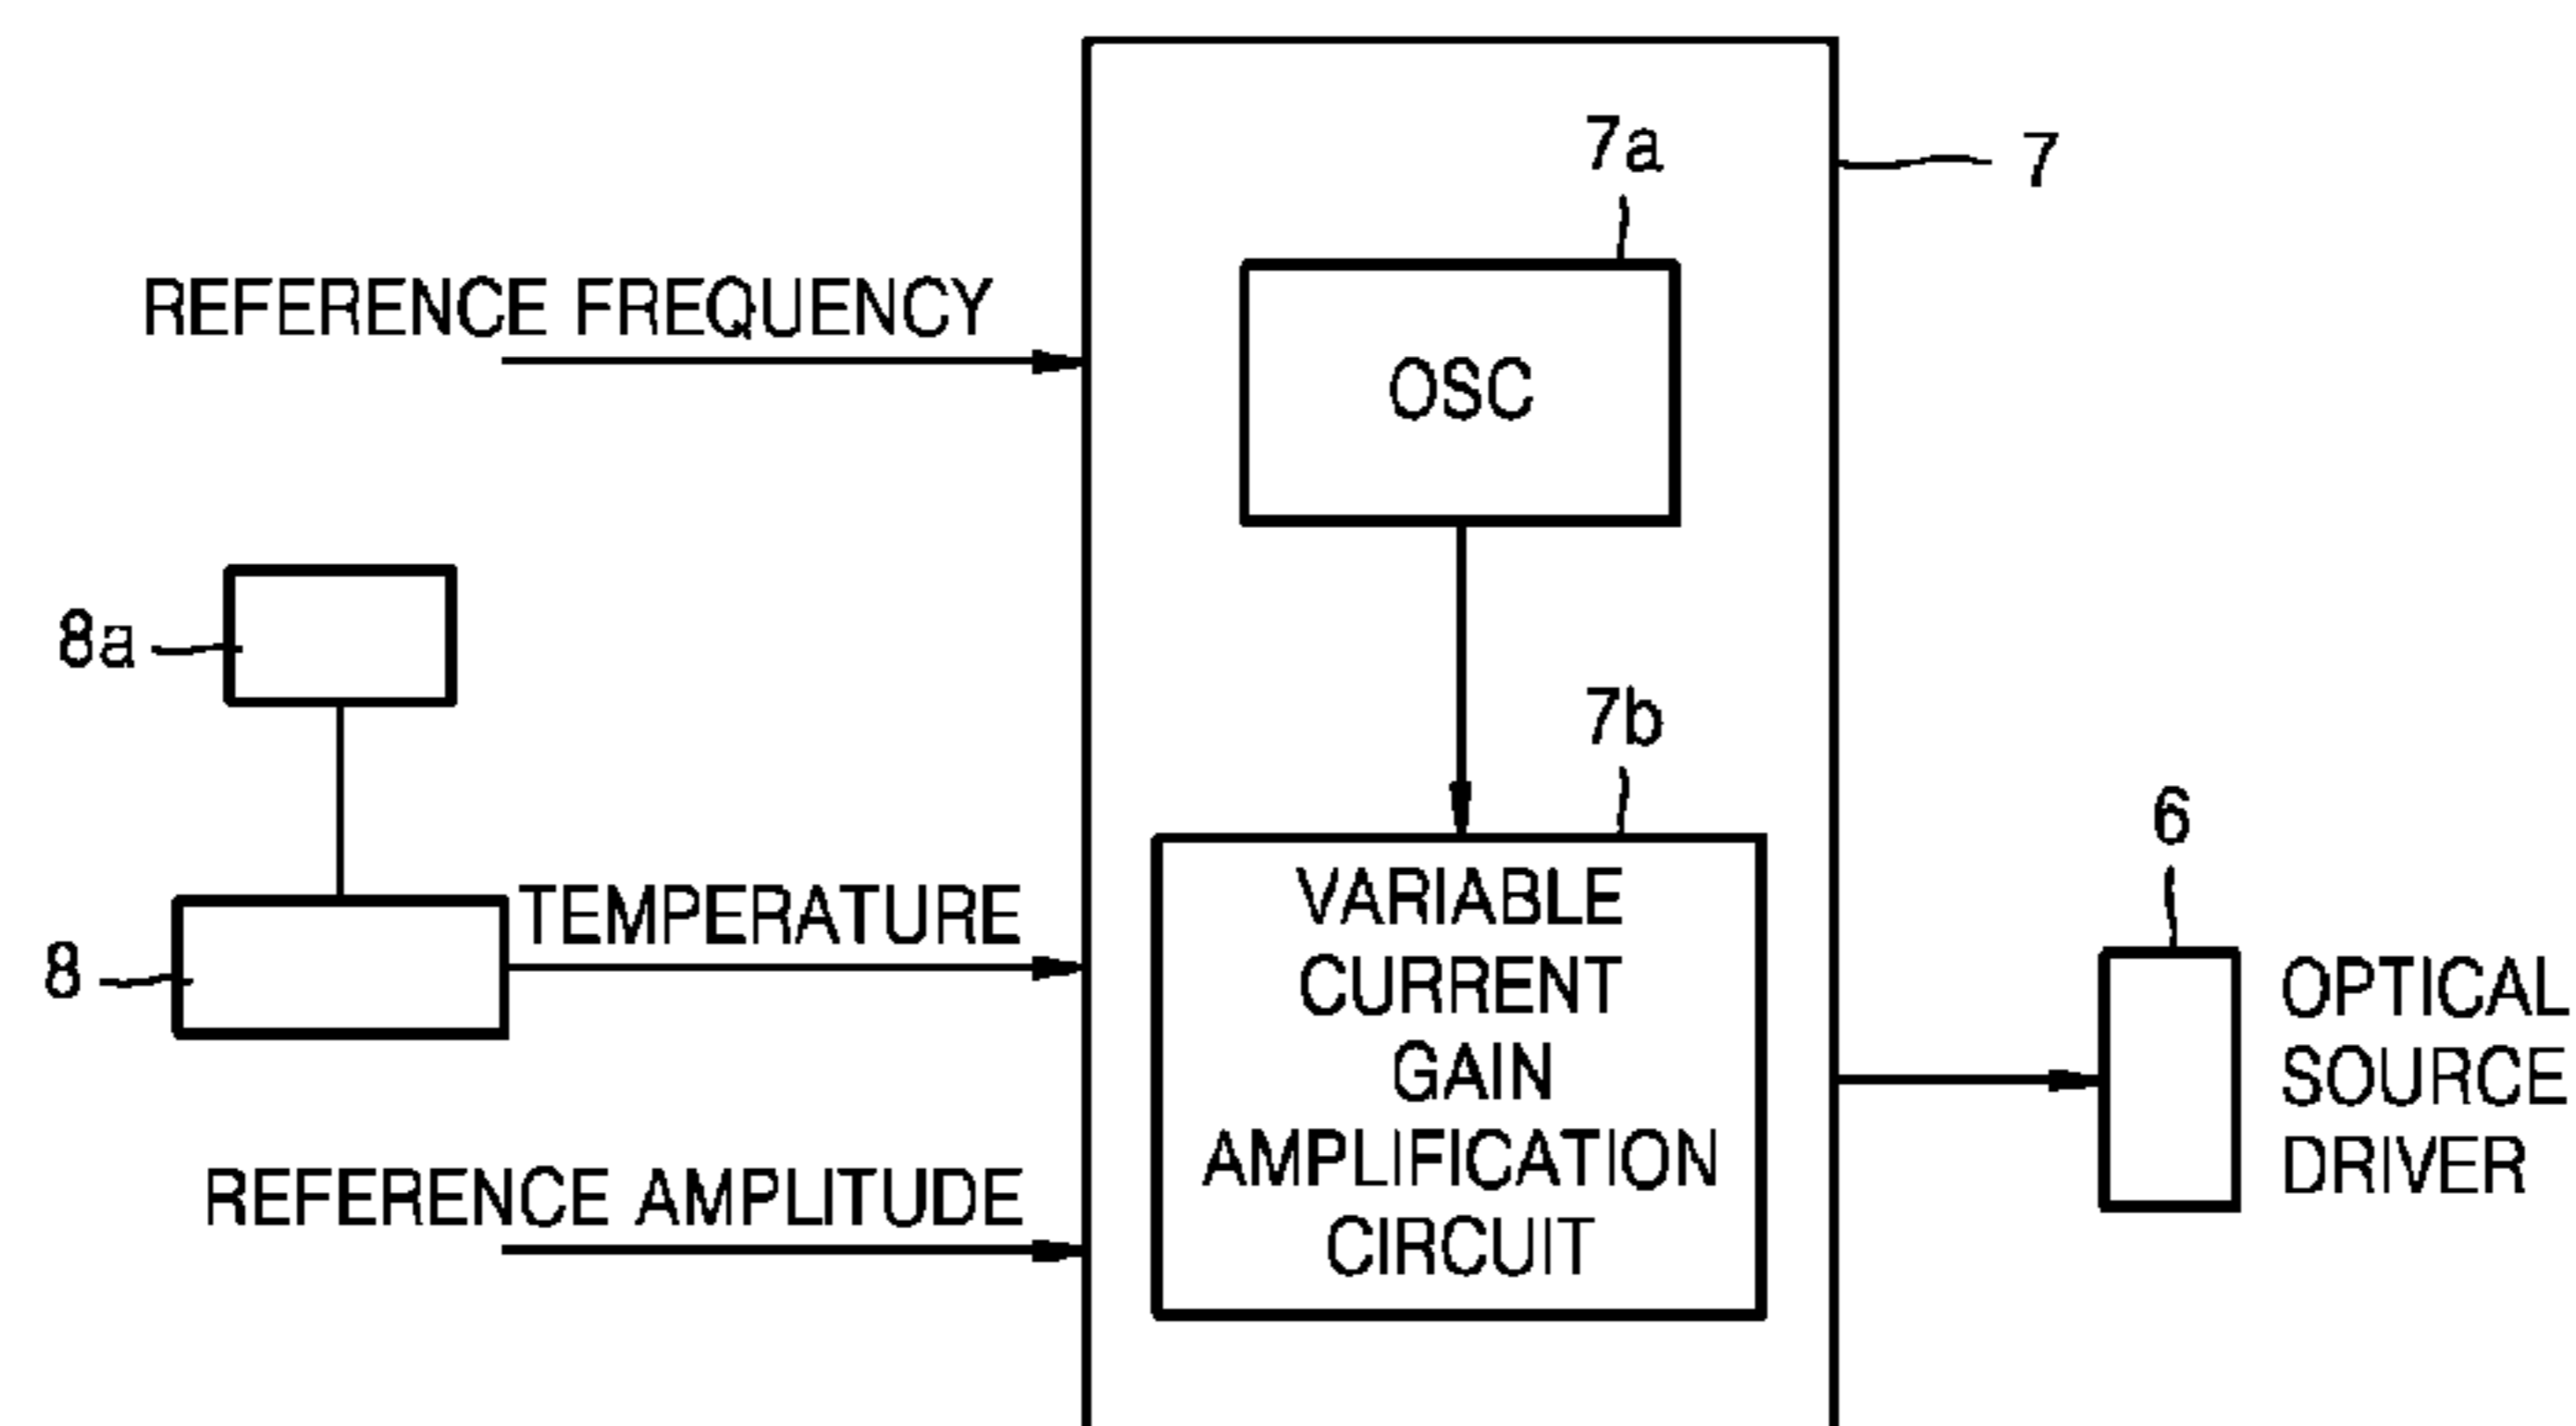 7a
7
REFERENCE FREQUENCY
OSC
8a
7b
6
VARIABLE
CURRENT
GAIN
AMPLIFICATION
CIRCUIT
TEMPERATURE
8
OPTICAL
SOURCE
DRIVER
REFERENCE AMPLITUDE